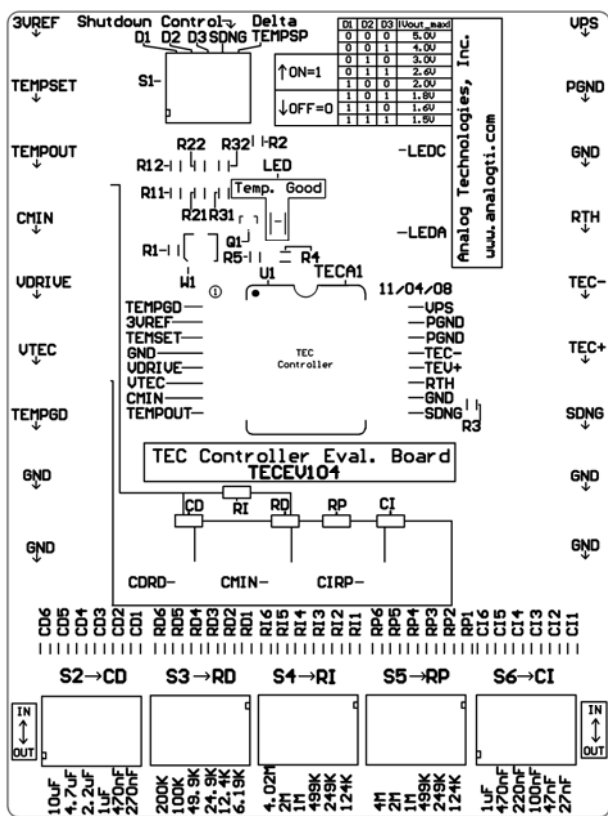 3VREF
Shutdown Control Delta
D1 D2 D3 SDNG TEMPSP
S1-
D1 D2 D3 |Vout_max|
0 0 0 5.0V
0 0 1 4.0V
0 1 0 3.0V
0 1 1 2.6V
1 0 0 2.0V
1 0 1 1.8V
1 1 0 1.6V
1 1 1 1.5V
↑ON=1
↓OFF=0
Analog Technologies, Inc.
www.analogti.com
VPS
TEMPSET
PGND
TEMPOUT
GND
R22 R32 R2
R12
LED
-LEDC
R11
Temp. Good
R21 R31
CMIN
RTH
Q1
-LEDA
R1
R5 R4
W1
U1 TECA1
VDRIVE
TEC-
1
11/04/08
TEMPGD
3VREF
TEMSET
GND
VDRIVE
VTEC
CMIN
TEMPOUT
TEC
Controller
VPS
PGND
PGND
TEC-
TEV+
RTH
GND
SDNG
R3
VTEC
TEC+
TEMPGD
SDNG
TEC Controller Eval. Board
TECEV104
GND
GND
CD RI RD RP CI
GND
GND
CDRD- CMIN- CIRP-
CD6 CD5 CD4 CD3 CD2 CD1
RD6 RD5 RD4 RD3 RD2 RD1
RI6 RI5 RI4 RI3 RI2 RI1
RP6 RP5 RP4 RP3 RP2 RP1
CI6 CI5 CI4 CI3 CI2 CI1
S2→CD S3→RD S4→RI S5→RP S6→CI
IN
OUT
IN
OUT
10uF 4.7uF 2.2uF 1uF 470nF 270nF
200K 100K 49.9K 24.9K 12.4K 6.19K
4.02M 2M 1M 499K 249K 124K
4M 2M 1M 499K 249K 124K
1uF 470nF 220nF 100nF 47nF 27nF